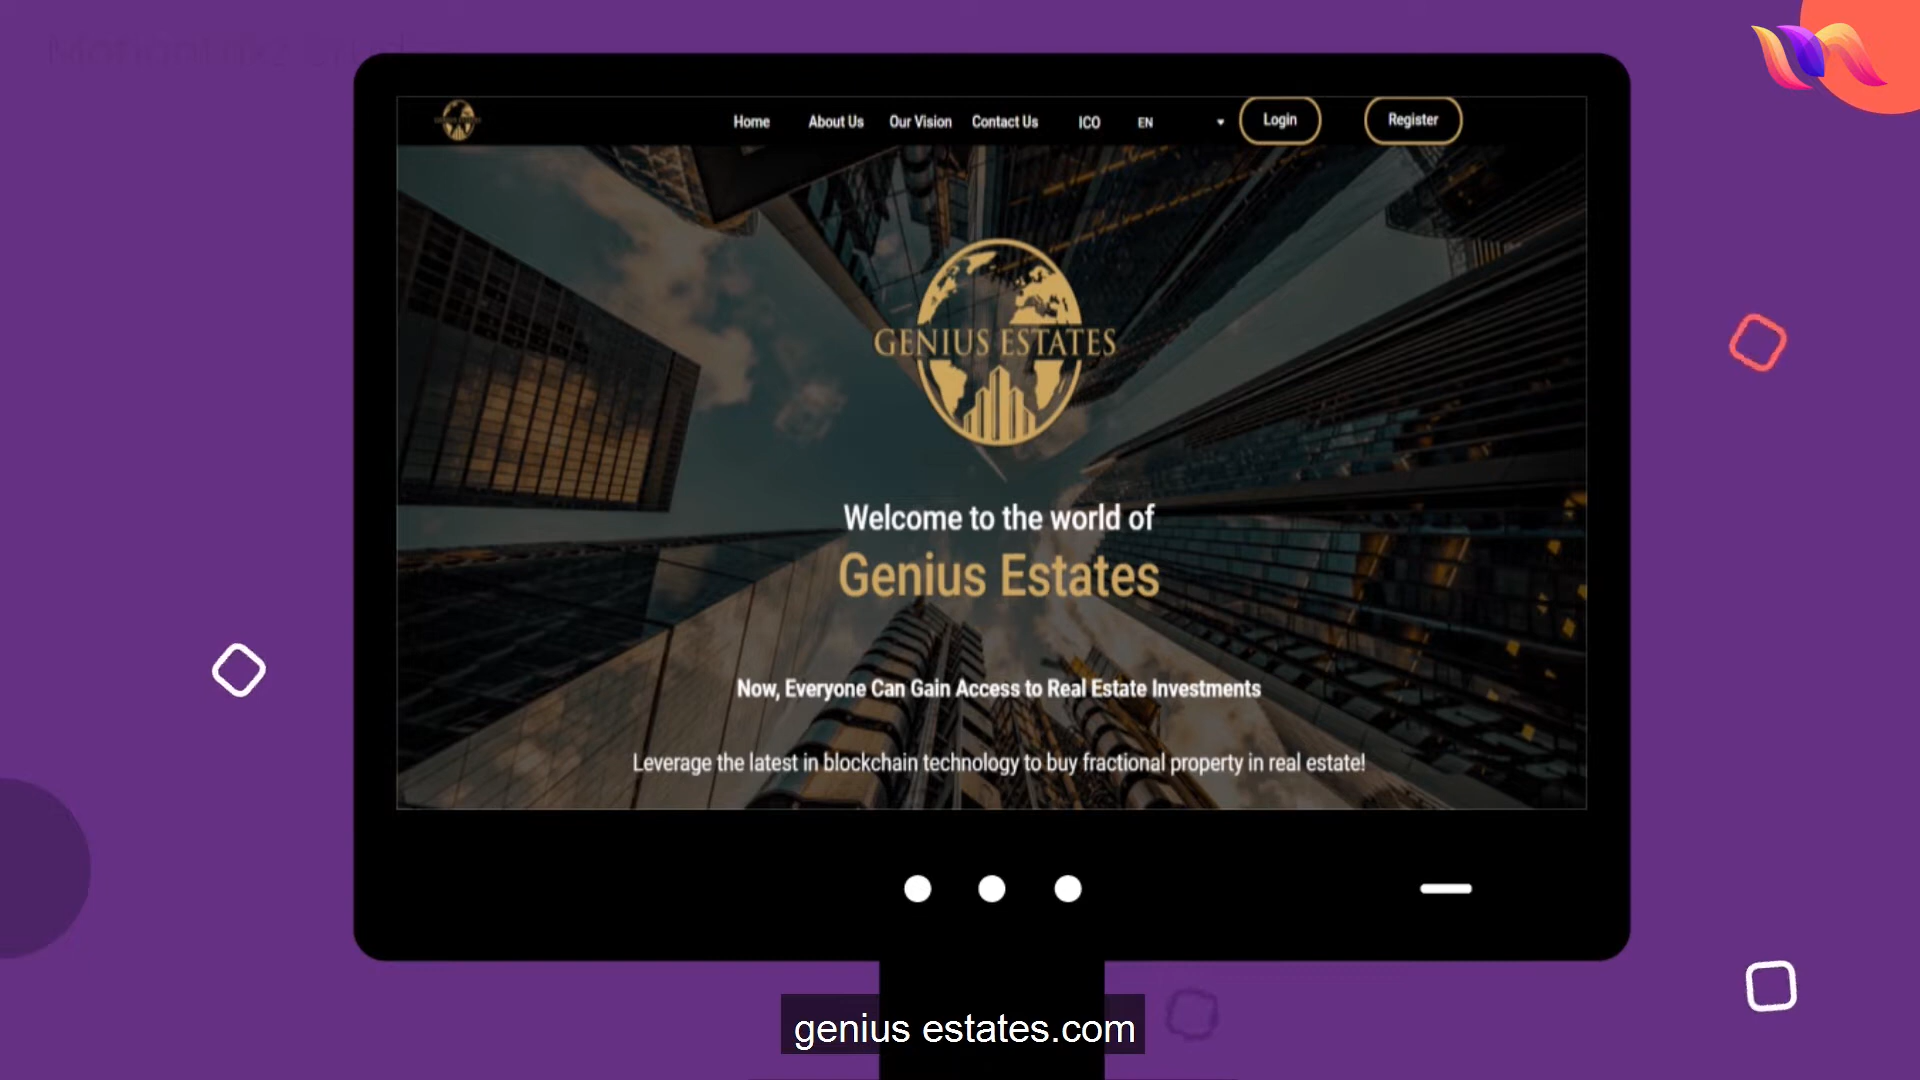 Home About Us Our Vision Contact Us ICO EN Login Register
GENIUS ESTATES
Welcome to the world of
Genius Estates
Now, Everyone Can Gain Access to Real Estate Investments
Leverage the latest in blockchain technology to buy fractional property in real estate!
genius estates.com